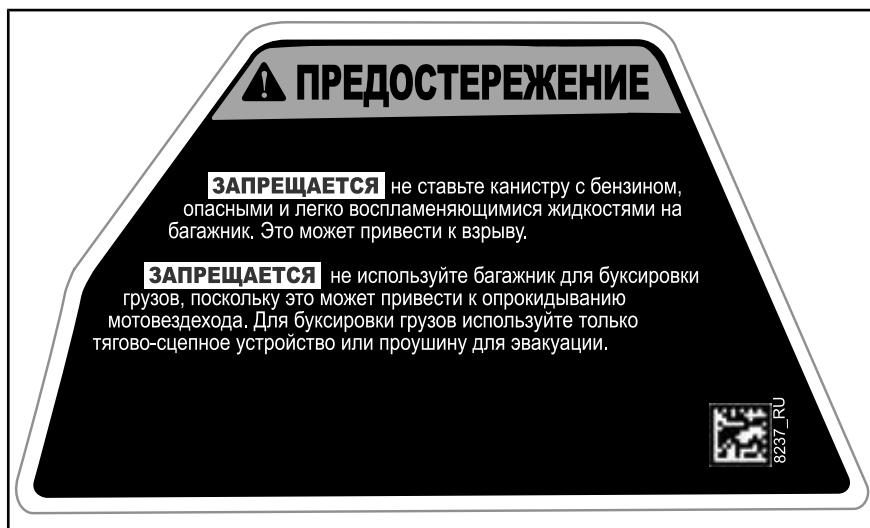 ПРЕДОСТЕРЕЖЕНИЕ
ЗАПРЕЩАЕТСЯ не ставьте канистру с бензином,
опасными и легко воспламеняющимися жидкостями на
багажник. Это может привести к взрыву.
ЗАПРЕЩАЕТСЯ не используйте багажник для буксировки
грузов, поскольку это может привести к опрокидыванию
мотовездехода. Для буксировки грузов используйте только
тягово-сцепное устройство или проушину для эвакуации.
8237_RU